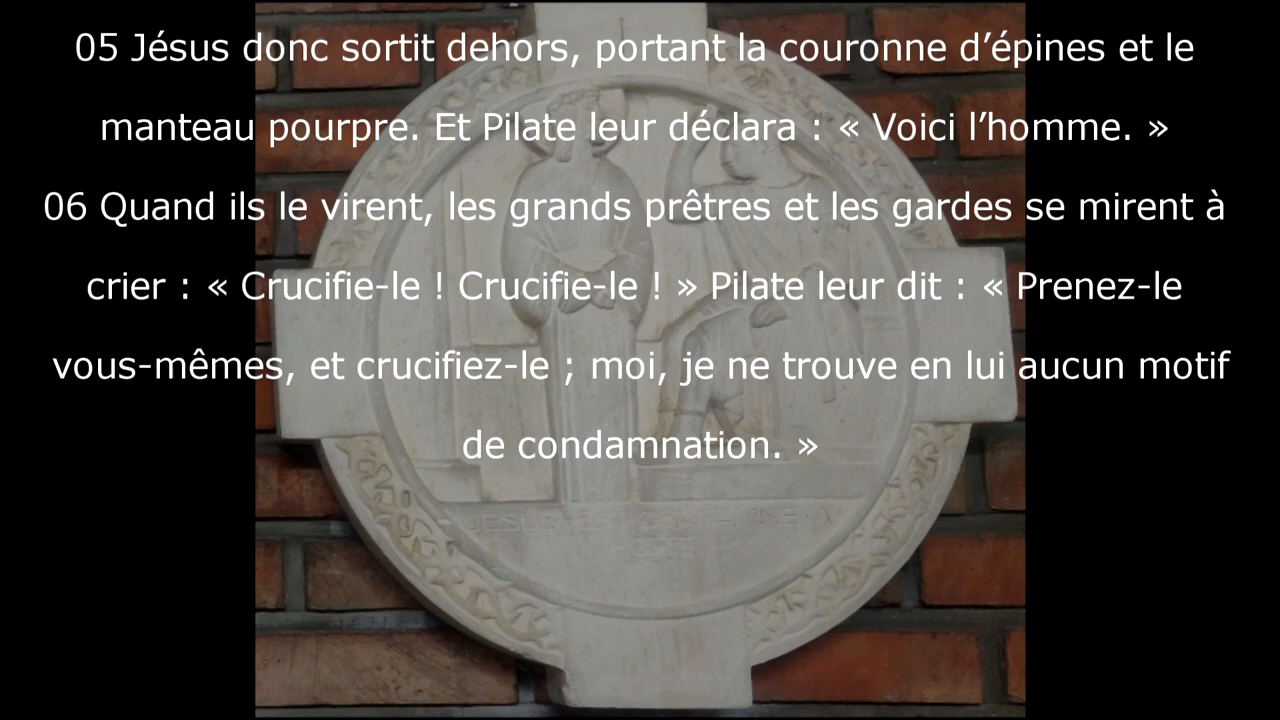 05 Jésus donc sortit dehors, portant la couronne d’épines et le
manteau pourpre. Et Pilate leur déclara : « Voici l’homme. »
06 Quand ils le virent, les grands prêtres et les gardes se mirent à
crier : « Crucifie-le ! Crucifie-le ! » Pilate leur dit : « Prenez-le
vous-mêmes, et crucifiez-le ; moi, je ne trouve en lui aucun motif
de condamnation. »
JESUS